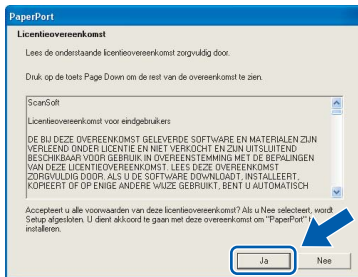 PaperPort
Licentieovereenkomst
Lees de onderstaande licentieovereenkomst zorgvuldig door.
Druk op de toets Page Down om de rest van de overeenkomst te zien.
ScanSoft
Licentieovereenkomst voor eindgebruikers
DE BIJ DEZE OVEREENKOMST GELEVERDE SOFTWARE EN MATERIALEN ZIJN
VERLEEND ONDER LICENTIE EN NIET VERKOCHT EN ZIJN UITSLUITEND
BESCHIKBAAR VOOR GEBRUIK IN OVEREENSTEMMING MET DE BEPALINGEN
VAN DEZE LICENTIEOVEREENKOMST. LEES DEZE OVEREENKOMST
ZORGVULDIG DOOR. ALS U DE SOFTWARE DOWNLOADT, INSTALLEERT,
KOPIEERT OF OP ENIGE ANDERE WIJZE GEBRUIKT, BENT U AUTOMATISCH
Accepteert u alle voorwaarden van deze licentieovereenkomst? Als u Nee selecteert, wordt
Setup afgesloten. U dient akkoord te gaan met deze overeenkomst om "PaperPort" te
installeren.
Ja
Nee